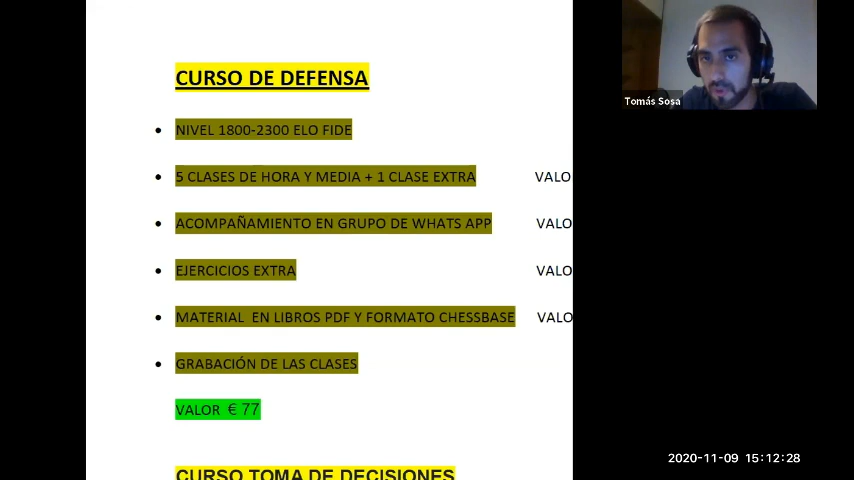 CURSO DE DEFENSA
Tomás Sosa
• NIVEL 1800-2300 ELO FIDE
• 5 CLASES DE HORA Y MEDIA + 1 CLASE EXTRA VALO
• ACOMPAÑAMIENTO EN GRUPO DE WHATS APP VALO
• EJERCICIOS EXTRA VALO
• MATERIAL EN LIBROS PDF Y FORMATO CHESSBASE VALO
• GRABACIÓN DE LAS CLASES
VALOR € 77
2020-11-09 15:12:28
CURSO TOMA DE DECISIONES